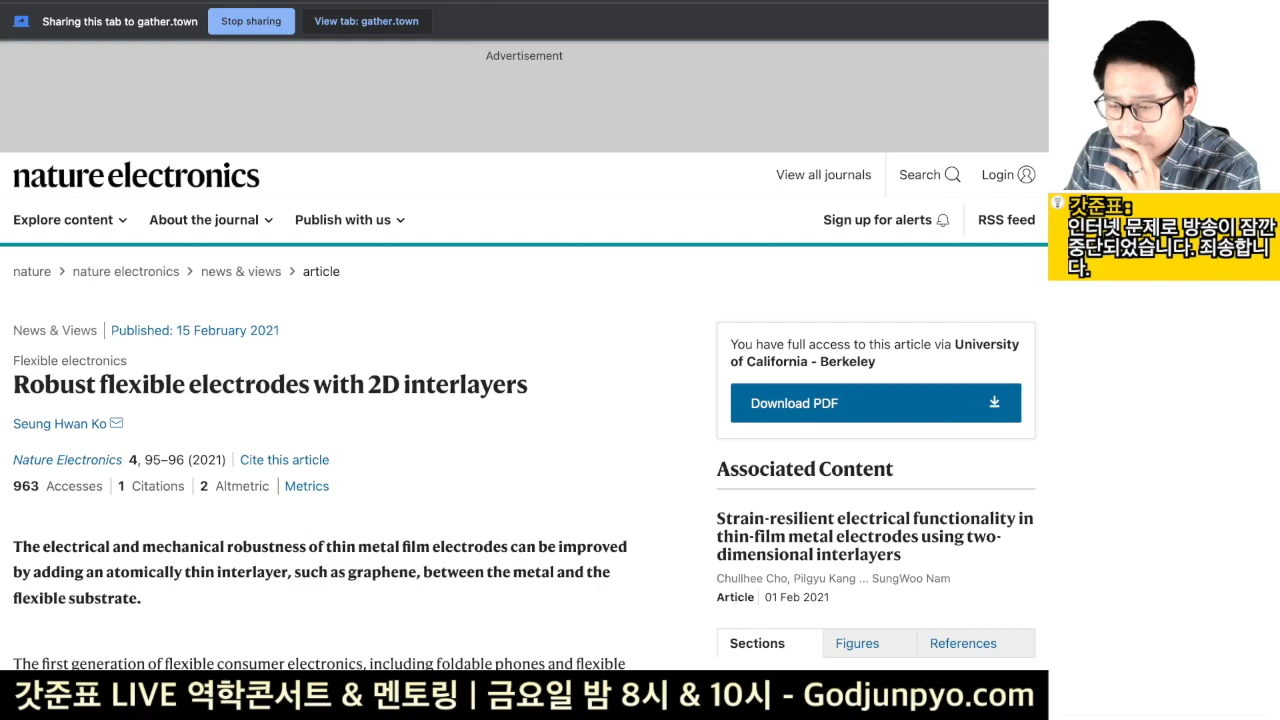 Sharing this tab to gather.town
Stop sharing
View tab: gather.town
Advertisement
nature electronics
View all journals
Search
Login
Explore content
About the journal
Publish with us
Sign up for alerts
RSS feed
nature > nature electronics > news & views > article
News & Views | Published: 15 February 2021
Flexible electronics
Robust flexible electrodes with 2D interlayers
Seung Hwan Ko
Nature Electronics 4, 95–96 (2021) | Cite this article
963 Accesses | 1 Citations | 2 Altmetric | Metrics
The electrical and mechanical robustness of thin metal film electrodes can be improved
by adding an atomically thin interlayer, such as graphene, between the metal and the
flexible substrate.
The first generation of flexible consumer electronics, including foldable phones and flexible
You have full access to this article via University
of California - Berkeley
Download PDF
Associated Content
Strain-resilient electrical functionality in
thin-film metal electrodes using two-
dimensional interlayers
Chullhee Cho, Pilgyu Kang ... SungWoo Nam
Article | 01 Feb 2021
Sections
Figures
References
갓준표:
인터넷 문제로 방송이 잠깐
중단되었습니다. 죄송합니
다.
갓준표 LIVE 역학콘서트 & 멘토링 | 금요일 밤 8시 & 10시 - Godjunpyo.com